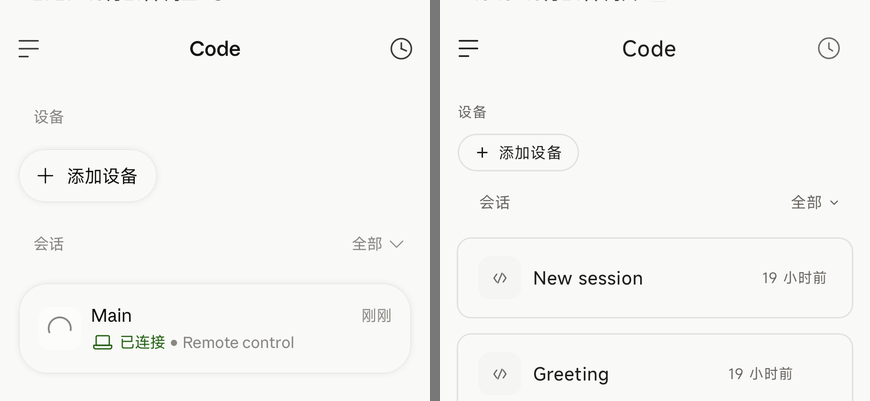 Code
设备
添加设备
会话 全部
Main 刚刚
已连接 • Remote control
Code
设备
添加设备
会话 全部
New session 19 小时前
Greeting 19 小时前